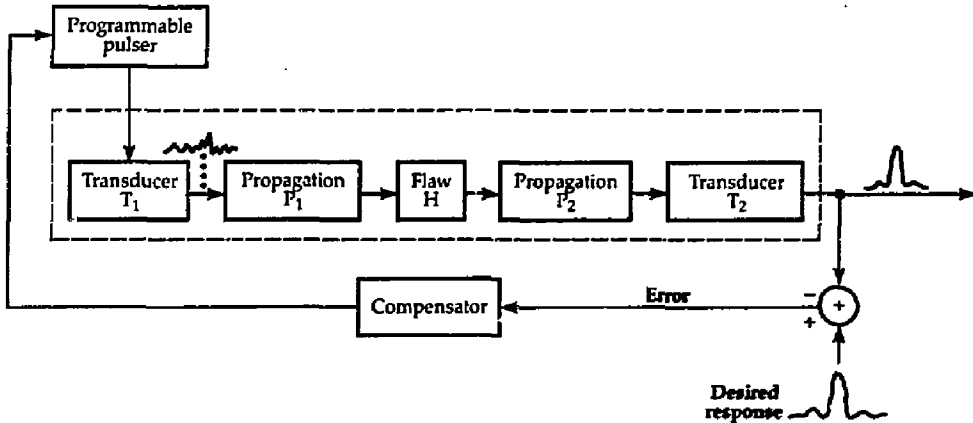 Programmable
pulser
Transducer
T1
Propagation
P1
Flaw
H
Propagation
P2
Transducer
T2
Compensator
Error
−
+
+
Desired
response